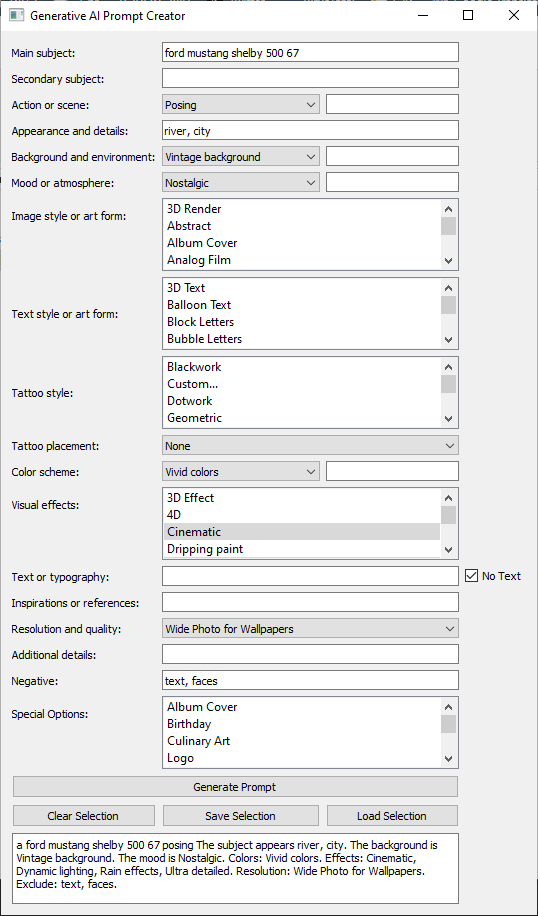 Generative AI Prompt Creator
Main subject: ford mustang shelby 500 67
Secondary subject:
Action or scene: Posing
Appearance and details: river, city
Background and environment: Vintage background
Mood or atmosphere: Nostalgic
Image style or art form:
3D Render
Abstract
Album Cover
Analog Film
Text style or art form:
3D Text
Balloon Text
Block Letters
Bubble Letters
Tattoo style:
Blackwork
Custom...
Dotwork
Geometric
Tattoo placement: None
Color scheme: Vivid colors
Visual effects:
3D Effect
4D
Cinematic
Dripping paint
Text or typography: No Text
Inspirations or references:
Resolution and quality: Wide Photo for Wallpapers
Additional details:
Negative: text, faces
Special Options:
Album Cover
Birthday
Culinary Art
Logo
Generate Prompt
Clear Selection Save Selection Load Selection
a ford mustang shelby 500 67 posing The subject appears river, city. The background is
Vintage background. The mood is Nostalgic. Colors: Vivid colors. Effects: Cinematic,
Dynamic lighting, Rain effects, Ultra detailed. Resolution: Wide Photo for Wallpapers.
Exclude: text, faces.